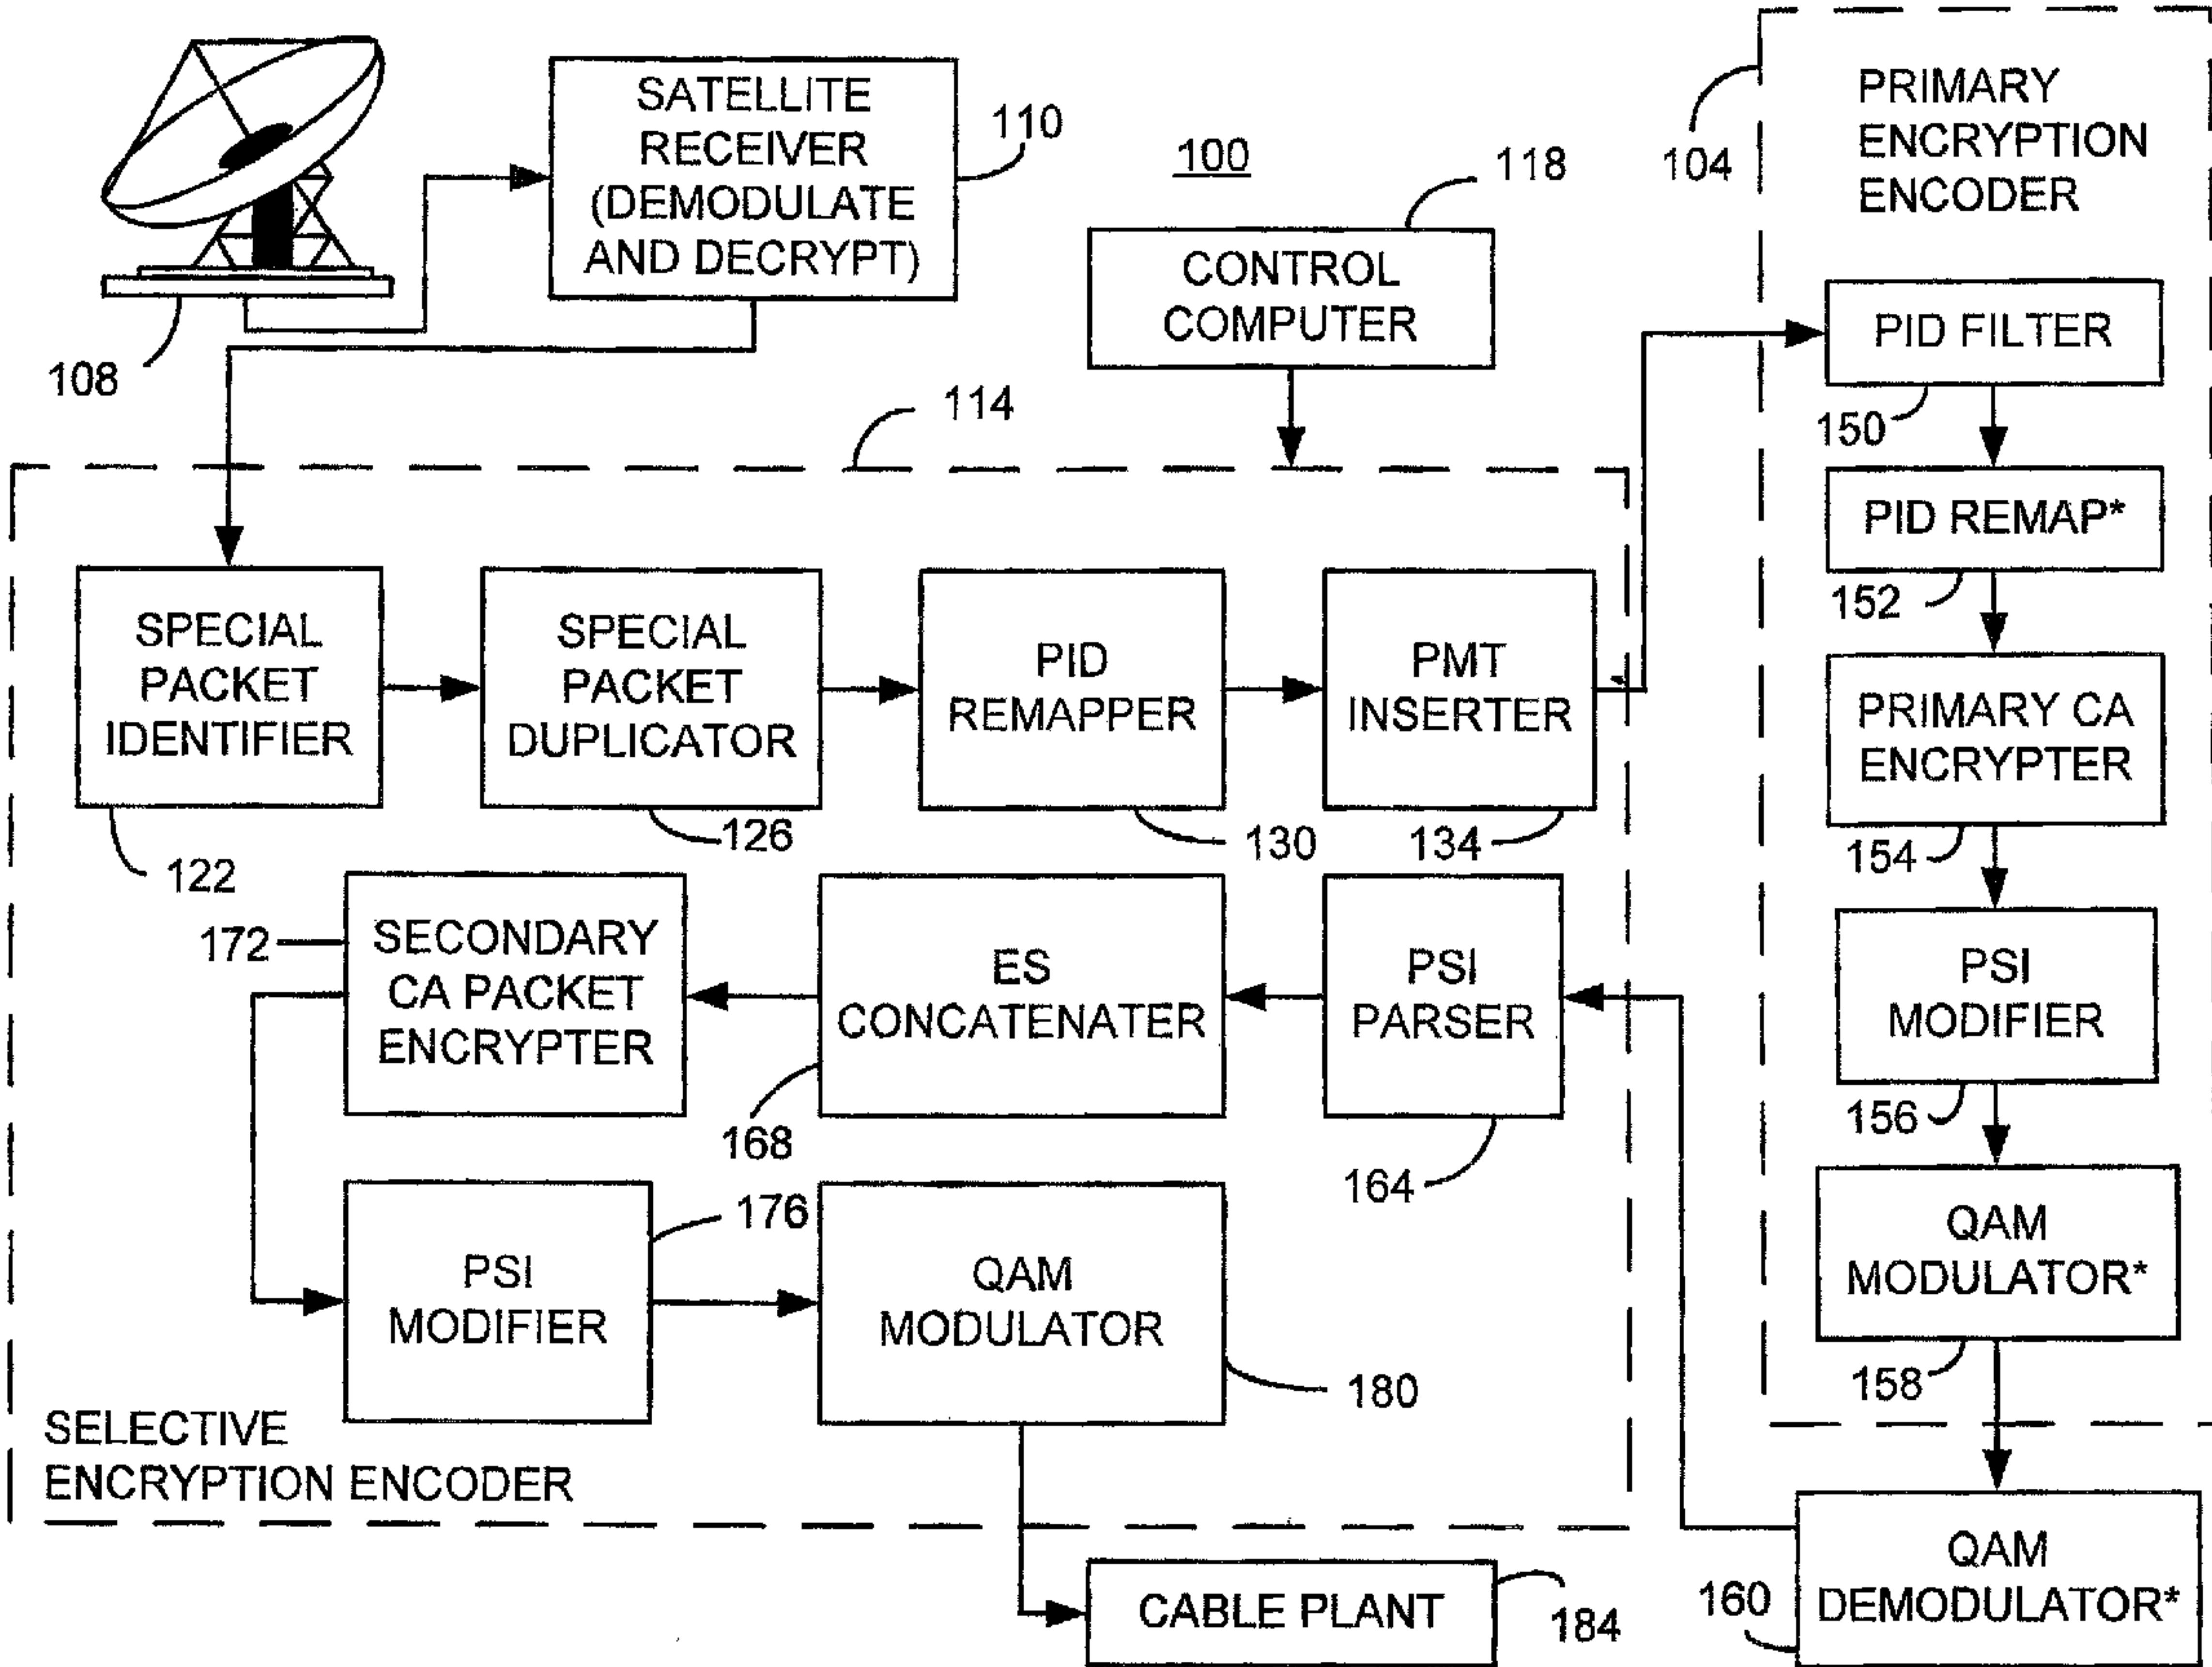 SATELLITE
RECEIVER
(DEMODULATE
AND DECRYPT)
110
108
100
118
CONTROL
COMPUTER
114
104
PRIMARY
ENCRYPTION
ENCODER
PID FILTER
150
PID REMAP*
152
PRIMARY CA
ENCRYPTER
154
PSI
MODIFIER
156
QAM
MODULATOR*
158
QAM
DEMODULATOR*
160
SPECIAL
PACKET
IDENTIFIER
122
SPECIAL
PACKET
DUPLICATOR
126
PID
REMAPPER
130
PMT
INSERTER
134
172
SECONDARY
CA PACKET
ENCRYPTER
ES
CONCATENATER
168
PSI
PARSER
164
PSI
MODIFIER
176
QAM
MODULATOR
180
SELECTIVE
ENCRYPTION ENCODER
CABLE PLANT
184